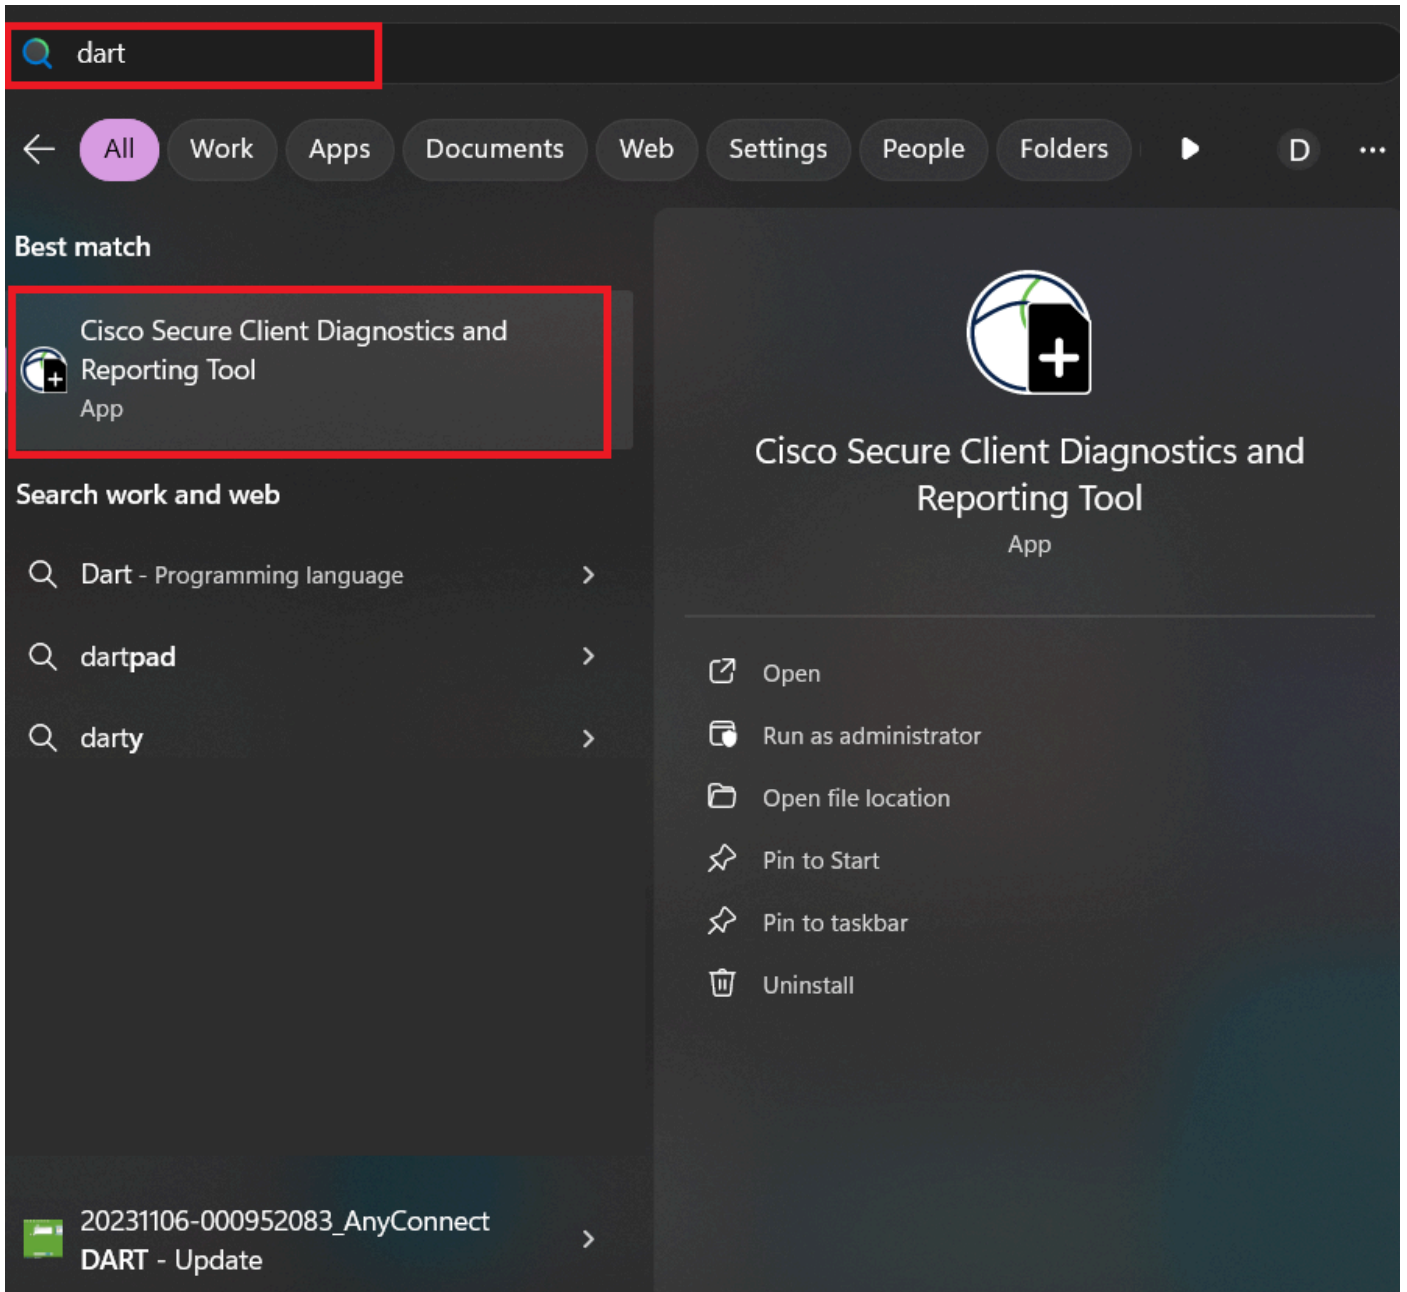 dart
All
Work
Apps
Documents
Web
Settings
People
Folders
D
Best match
Cisco Secure Client Diagnostics and
Reporting Tool
App
Search work and web
Dart - Programming language
dartpad
darty
20231106-000952083_AnyConnect
DART - Update
Cisco Secure Client Diagnostics and
Reporting Tool
App
Open
Run as administrator
Open file location
Pin to Start
Pin to taskbar
Uninstall